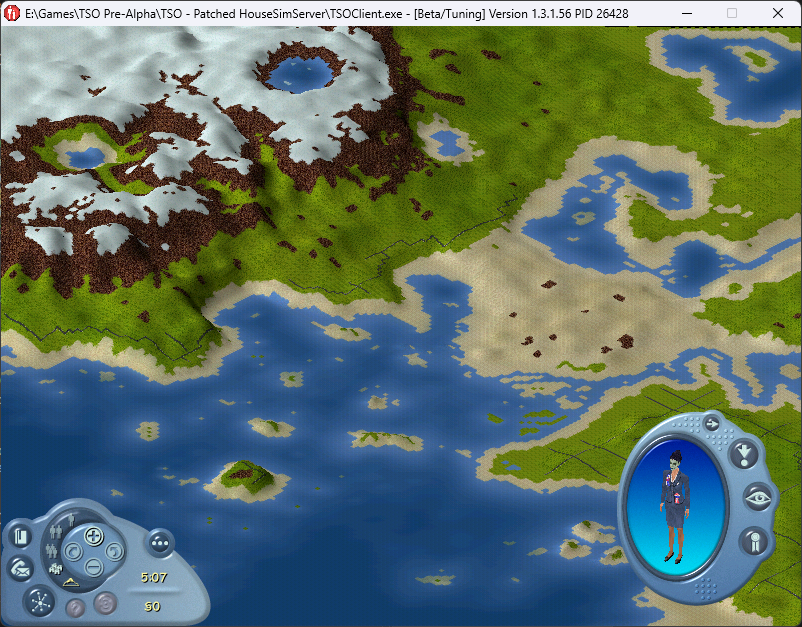 E:\Games\TSO Pre-Alpha\TSO - Patched HouseSimServer\TSOClient.exe - [Beta/Tuning] Version 1.3.1.56 PID 26428
5:07
$0